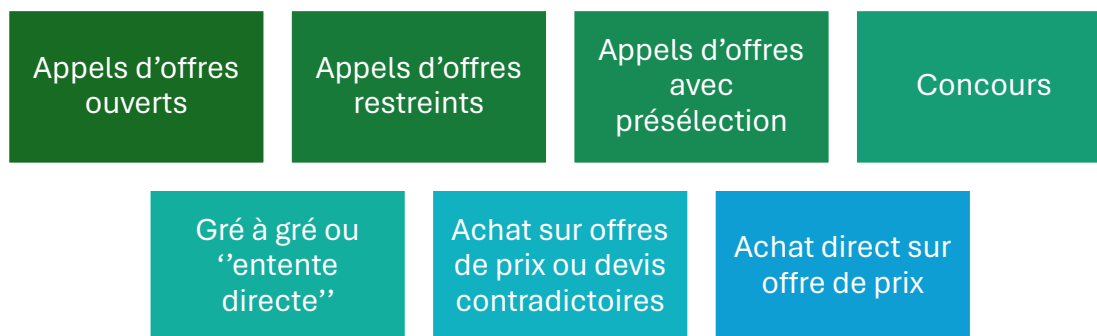 Appels d’offres
ouverts
Appels d’offres
restreints
Appels d’offres
avec
présélection
Concours
Gré à gré ou
‘’entente
directe’’
Achat sur offres
de prix ou devis
contradictoires
Achat direct sur
offre de prix